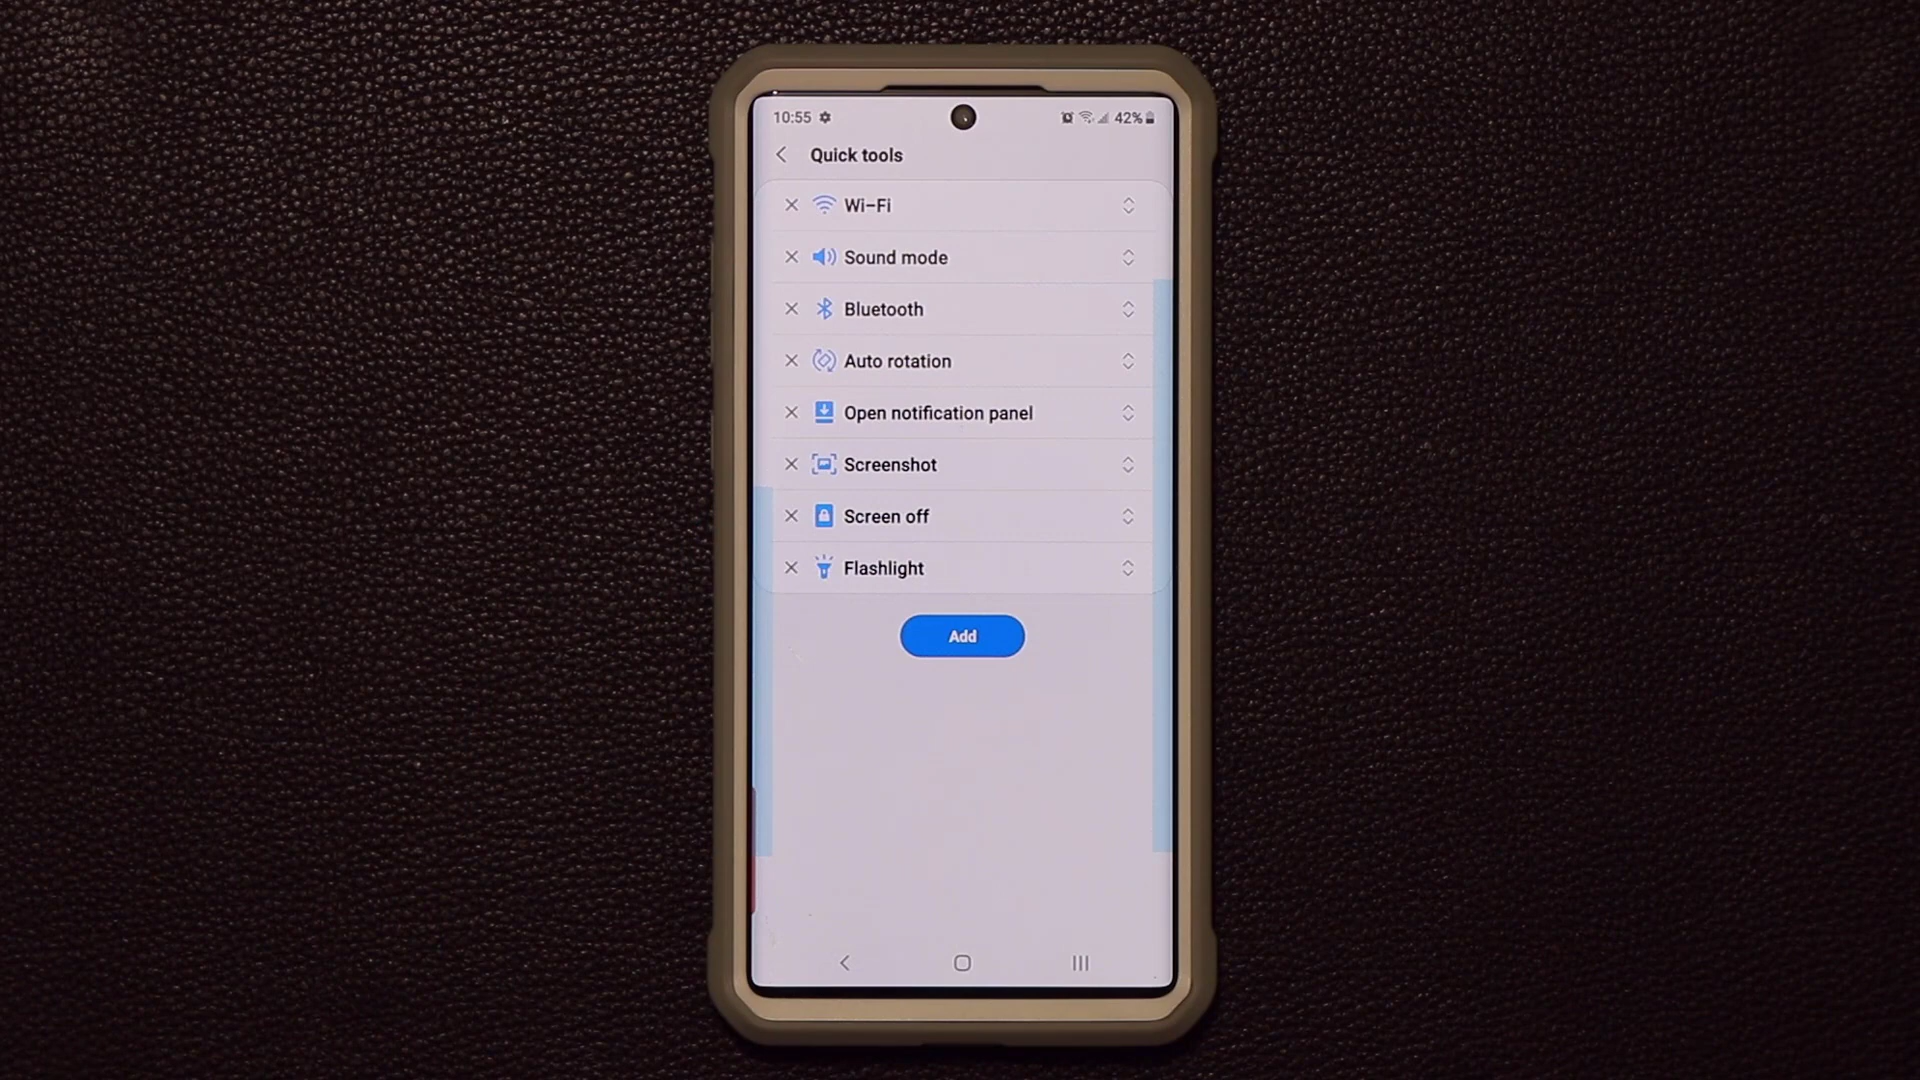 10:55 42%
Quick tools
Wi-Fi
Sound mode
Bluetooth
Auto rotation
Open notification panel
Screenshot
Screen off
Flashlight
Add